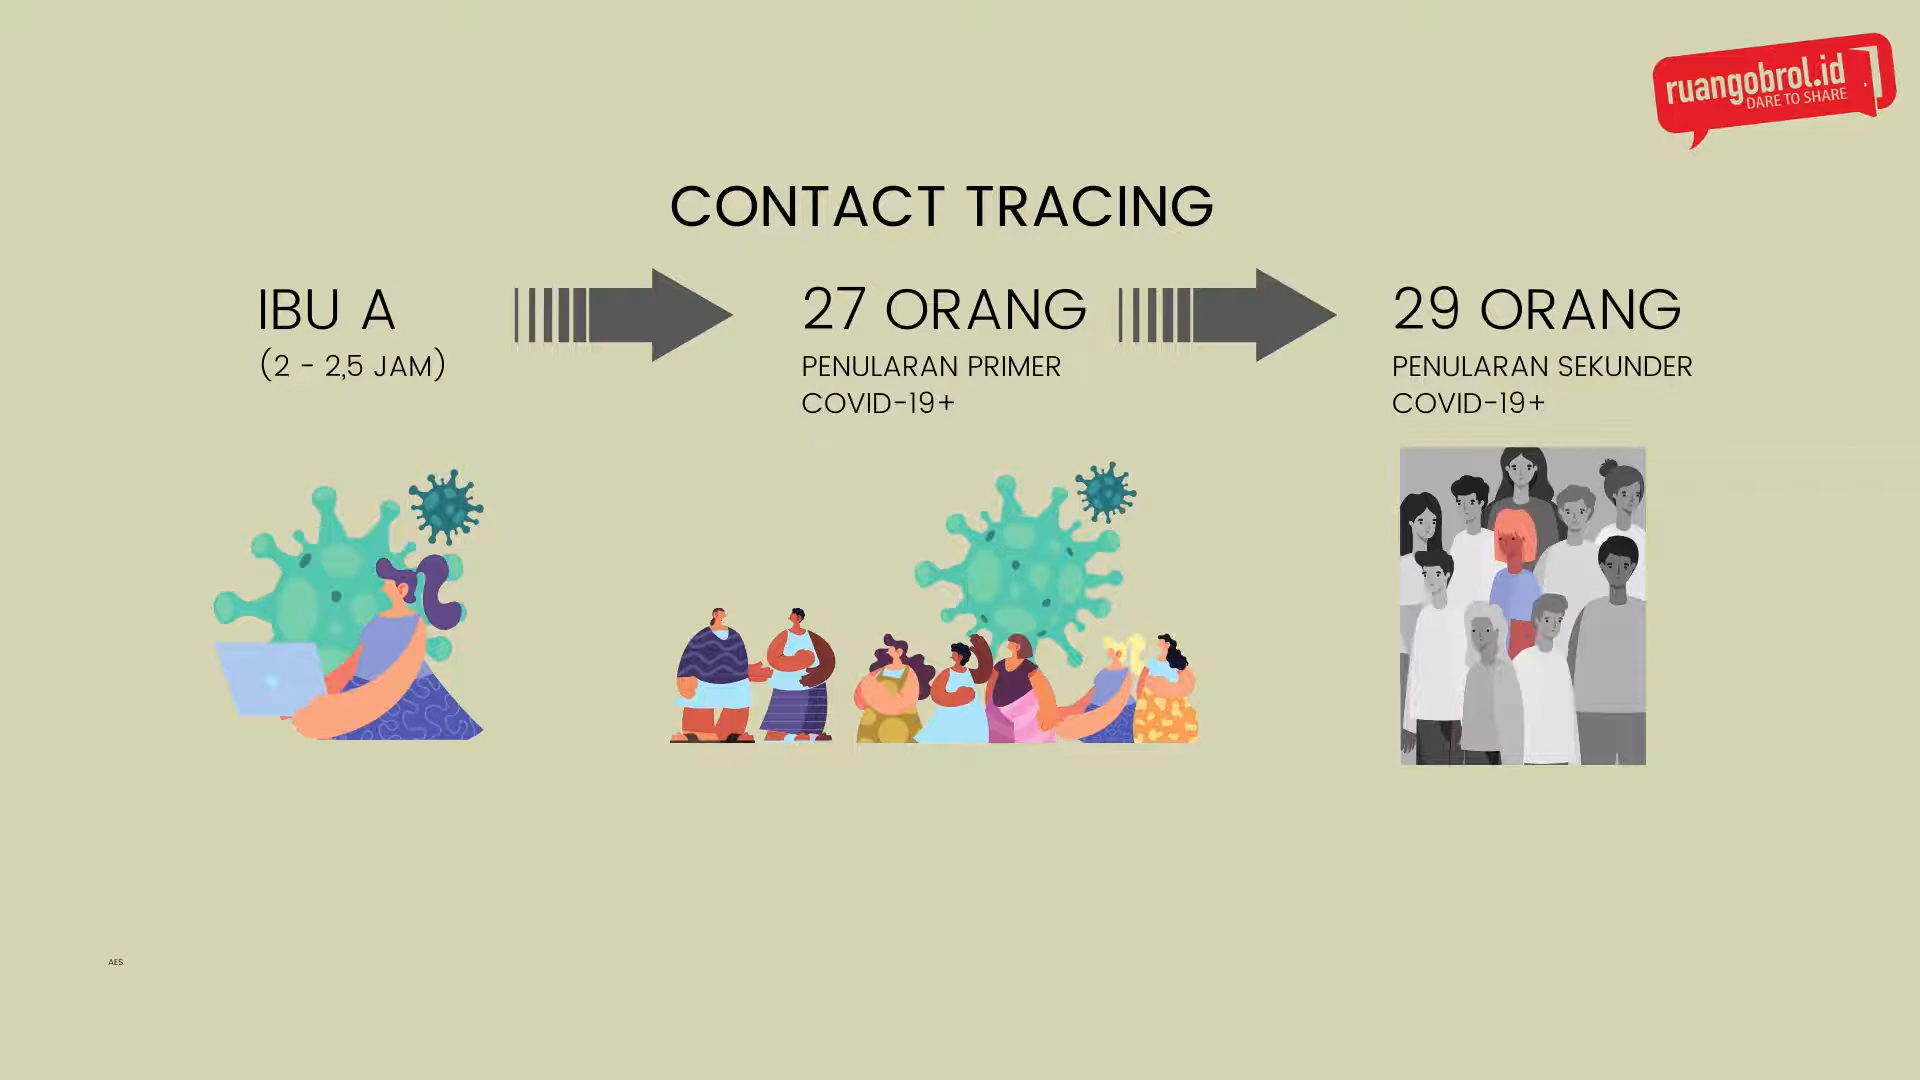 ruangobrol.id
DARE TO SHARE
CONTACT TRACING
IBU A
(2 - 2,5 JAM)
27 ORANG
PENULARAN PRIMER
COVID-19+
29 ORANG
PENULARAN SEKUNDER
COVID-19+
AES